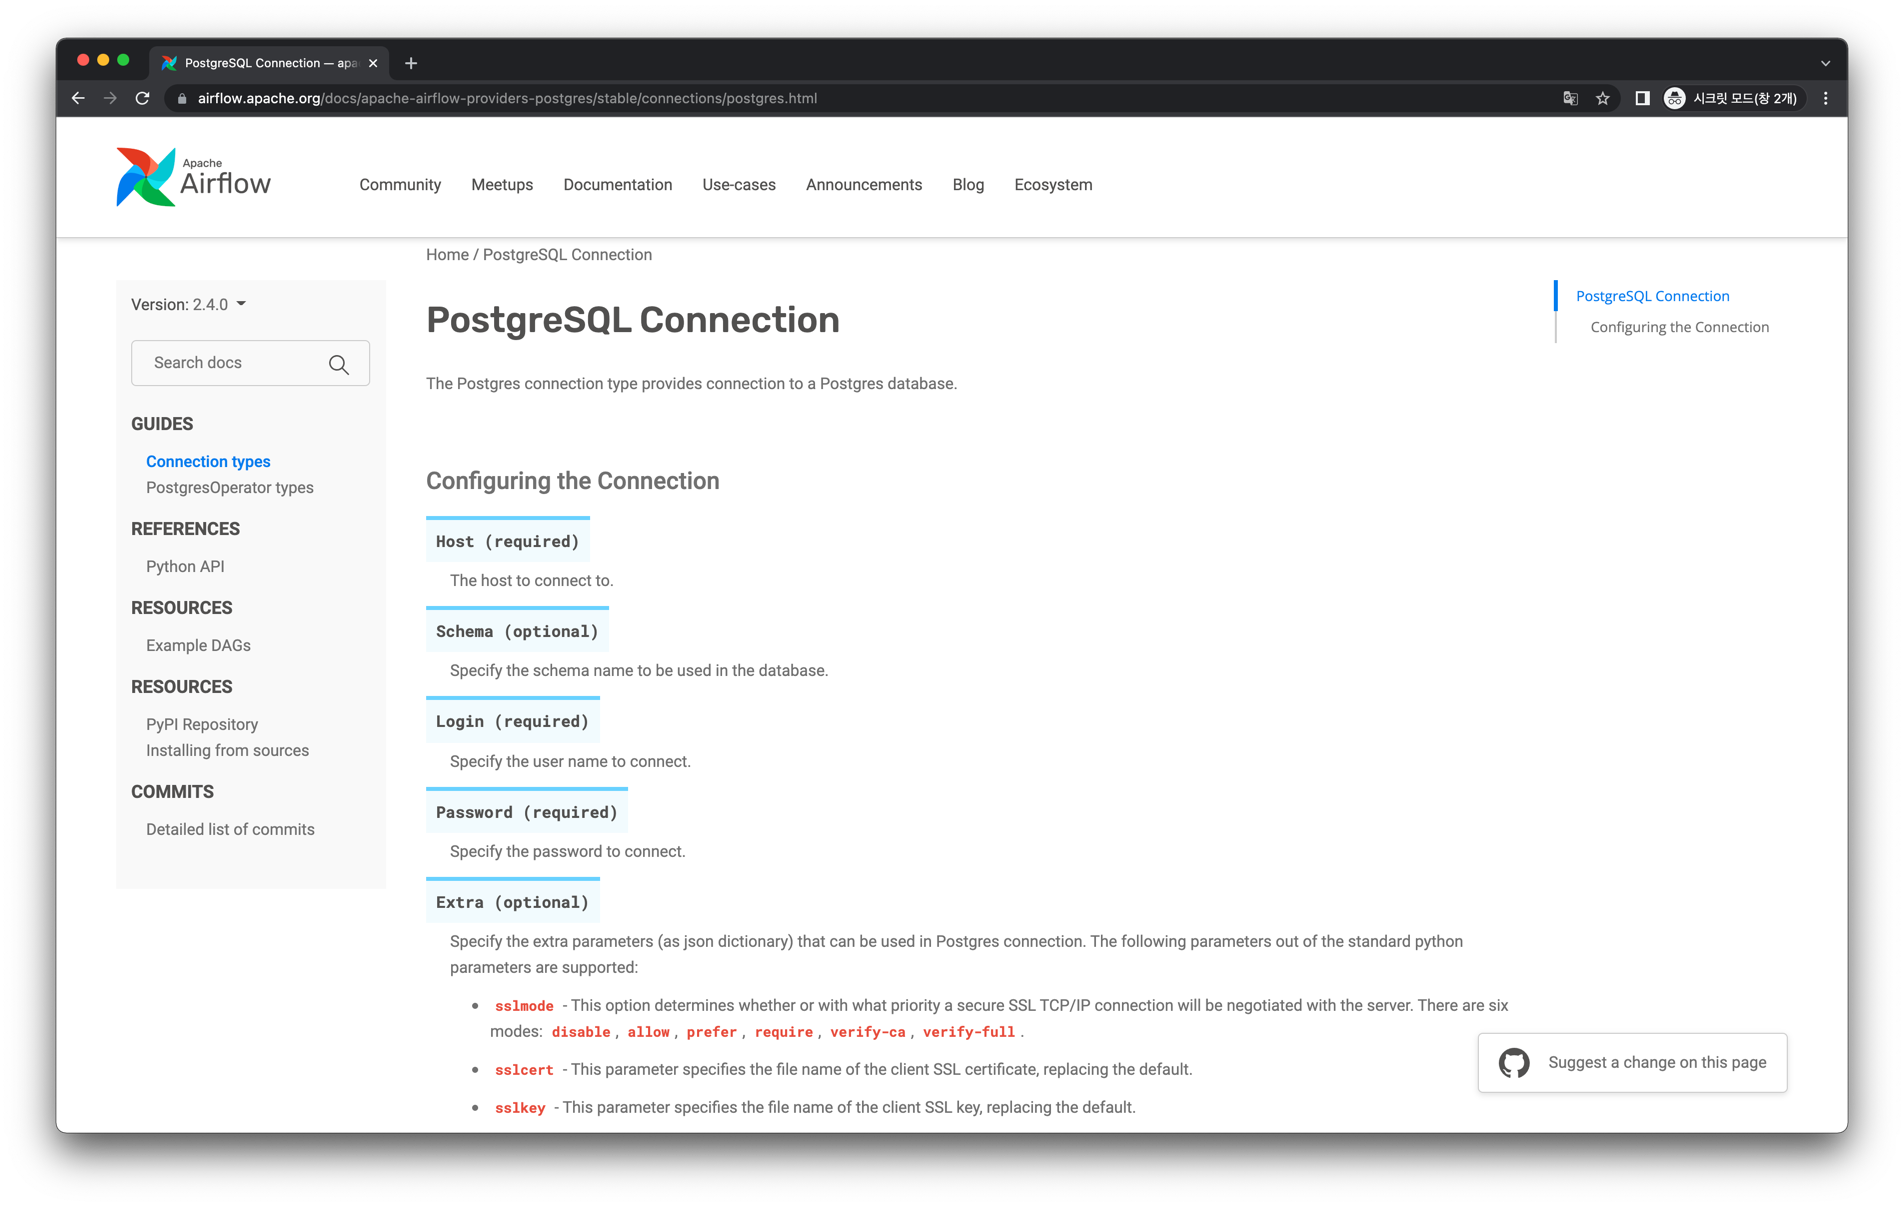 PostgreSQL Connection — apa
airflow.apache.org/docs/apache-airflow-providers-postgres/stable/connections/postgres.html
시크릿 모드(창 2개)
Apache
Airflow
Community Meetups Documentation Use-cases Announcements Blog Ecosystem
Home / PostgreSQL Connection
Version: 2.4.0
Search docs
GUIDES
Connection types
PostgresOperator types
REFERENCES
Python API
RESOURCES
Example DAGs
RESOURCES
PyPI Repository
Installing from sources
COMMITS
Detailed list of commits
PostgreSQL Connection
The Postgres connection type provides connection to a Postgres database.
Configuring the Connection
Host (required)
The host to connect to.
Schema (optional)
Specify the schema name to be used in the database.
Login (required)
Specify the user name to connect.
Password (required)
Specify the password to connect.
Extra (optional)
Specify the extra parameters (as json dictionary) that can be used in Postgres connection. The following parameters out of the standard python
parameters are supported:
• sslmode - This option determines whether or with what priority a secure SSL TCP/IP connection will be negotiated with the server. There are six
modes: disable, allow, prefer, require, verify-ca, verify-full.
• sslcert - This parameter specifies the file name of the client SSL certificate, replacing the default.
• sslkey - This parameter specifies the file name of the client SSL key, replacing the default.
PostgreSQL Connection
Configuring the Connection
Suggest a change on this page